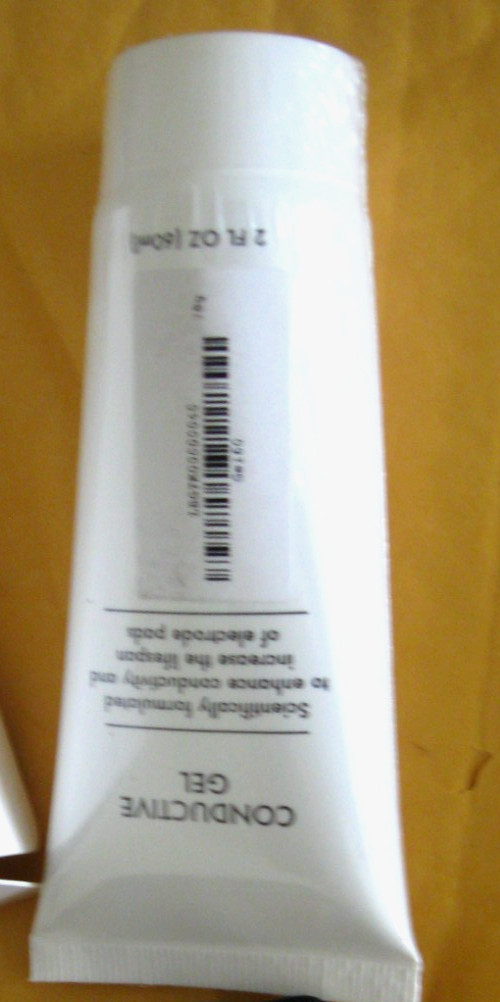 CONDUCTIVE
GEL
Scientifically formulated
to enhance conductivity and
increase the lifespan
of electrode pads
2 FL OZ (60ml)